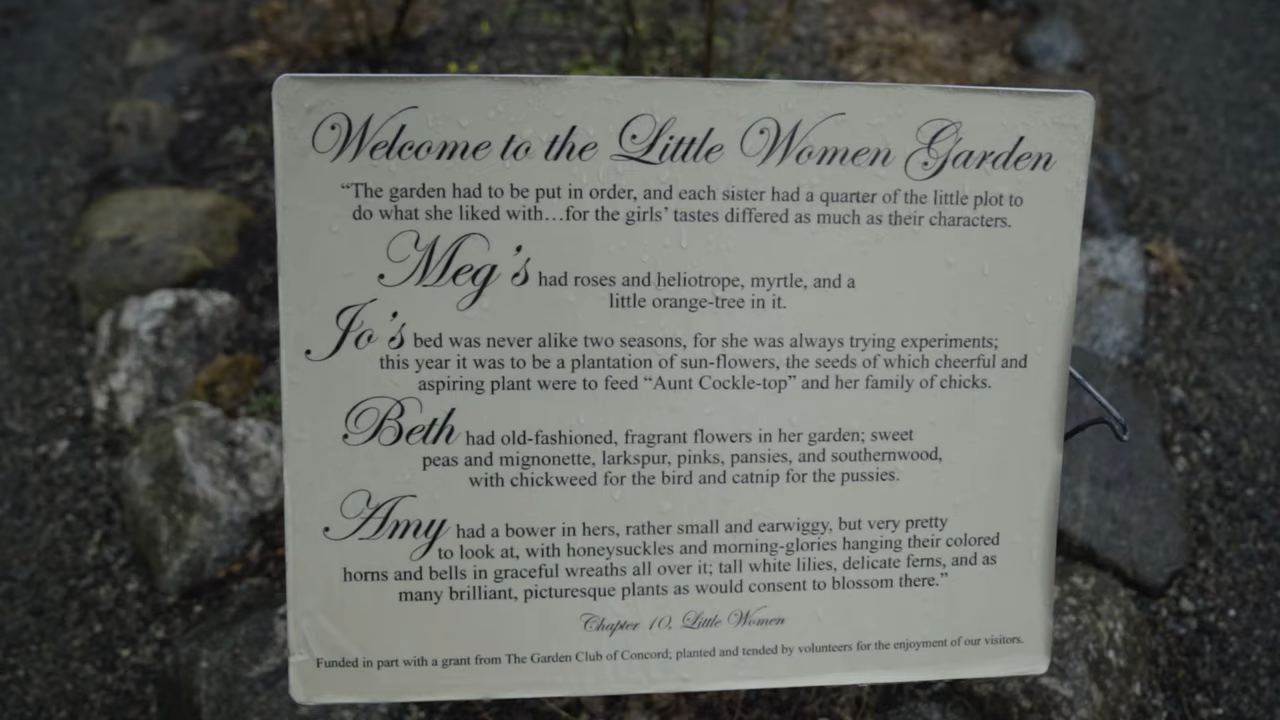 Welcome to the Little Women Garden
“The garden had to be put in order, and each sister had a quarter of the little plot to
do what she liked with…for the girls’ tastes differed as much as their characters.
Meg’s had roses and heliotrope, myrtle, and a
little orange-tree in it.
Jo’s bed was never alike two seasons, for she was always trying experiments;
this year it was to be a plantation of sun-flowers, the seeds of which cheerful and
aspiring plant were to feed “Aunt Cockle-top” and her family of chicks.
Beth had old-fashioned, fragrant flowers in her garden; sweet
peas and mignonette, larkspur, pinks, pansies, and southernwood,
with chickweed for the bird and catnip for the pussies.
Amy had a bower in hers, rather small and earwiggy, but very pretty
to look at, with honeysuckles and morning-glories hanging their colored
horns and bells in graceful wreaths all over it; tall white lilies, delicate ferns, and as
many brilliant, picturesque plants as would consent to blossom there.”
Chapter 10, Little Women
Funded in part with a grant from The Garden Club of Concord; planted and tended by volunteers for the enjoyment of our visitors.